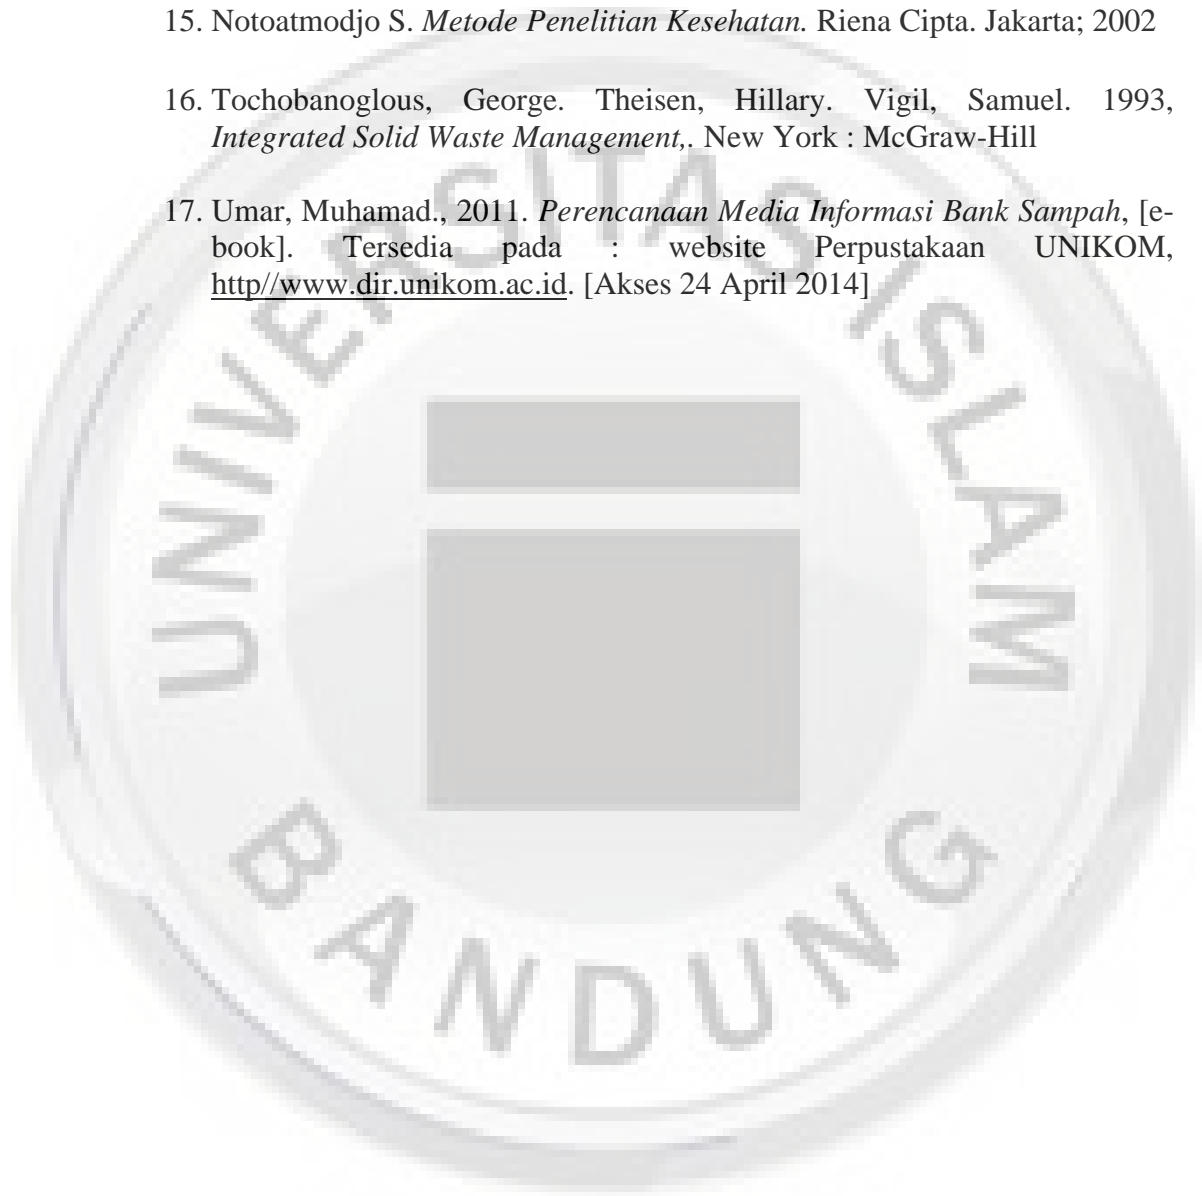 15. Notoatmodjo S. Metode Penelitian Kesehatan. Riena Cipta. Jakarta; 2002
16. Tochobanoglous, George. Theisen, Hillary. Vigil, Samuel. 1993,
Integrated Solid Waste Management,. New York : McGraw-Hill
17. Umar, Muhamad., 2011. Perencanaan Media Informasi Bank Sampah, [e-
book]. Tersedia pada : website Perpustakaan UNIKOM,
http//www.dir.unikom.ac.id. [Akses 24 April 2014]
UNIVERSITAS ISLAM
BANDUNG